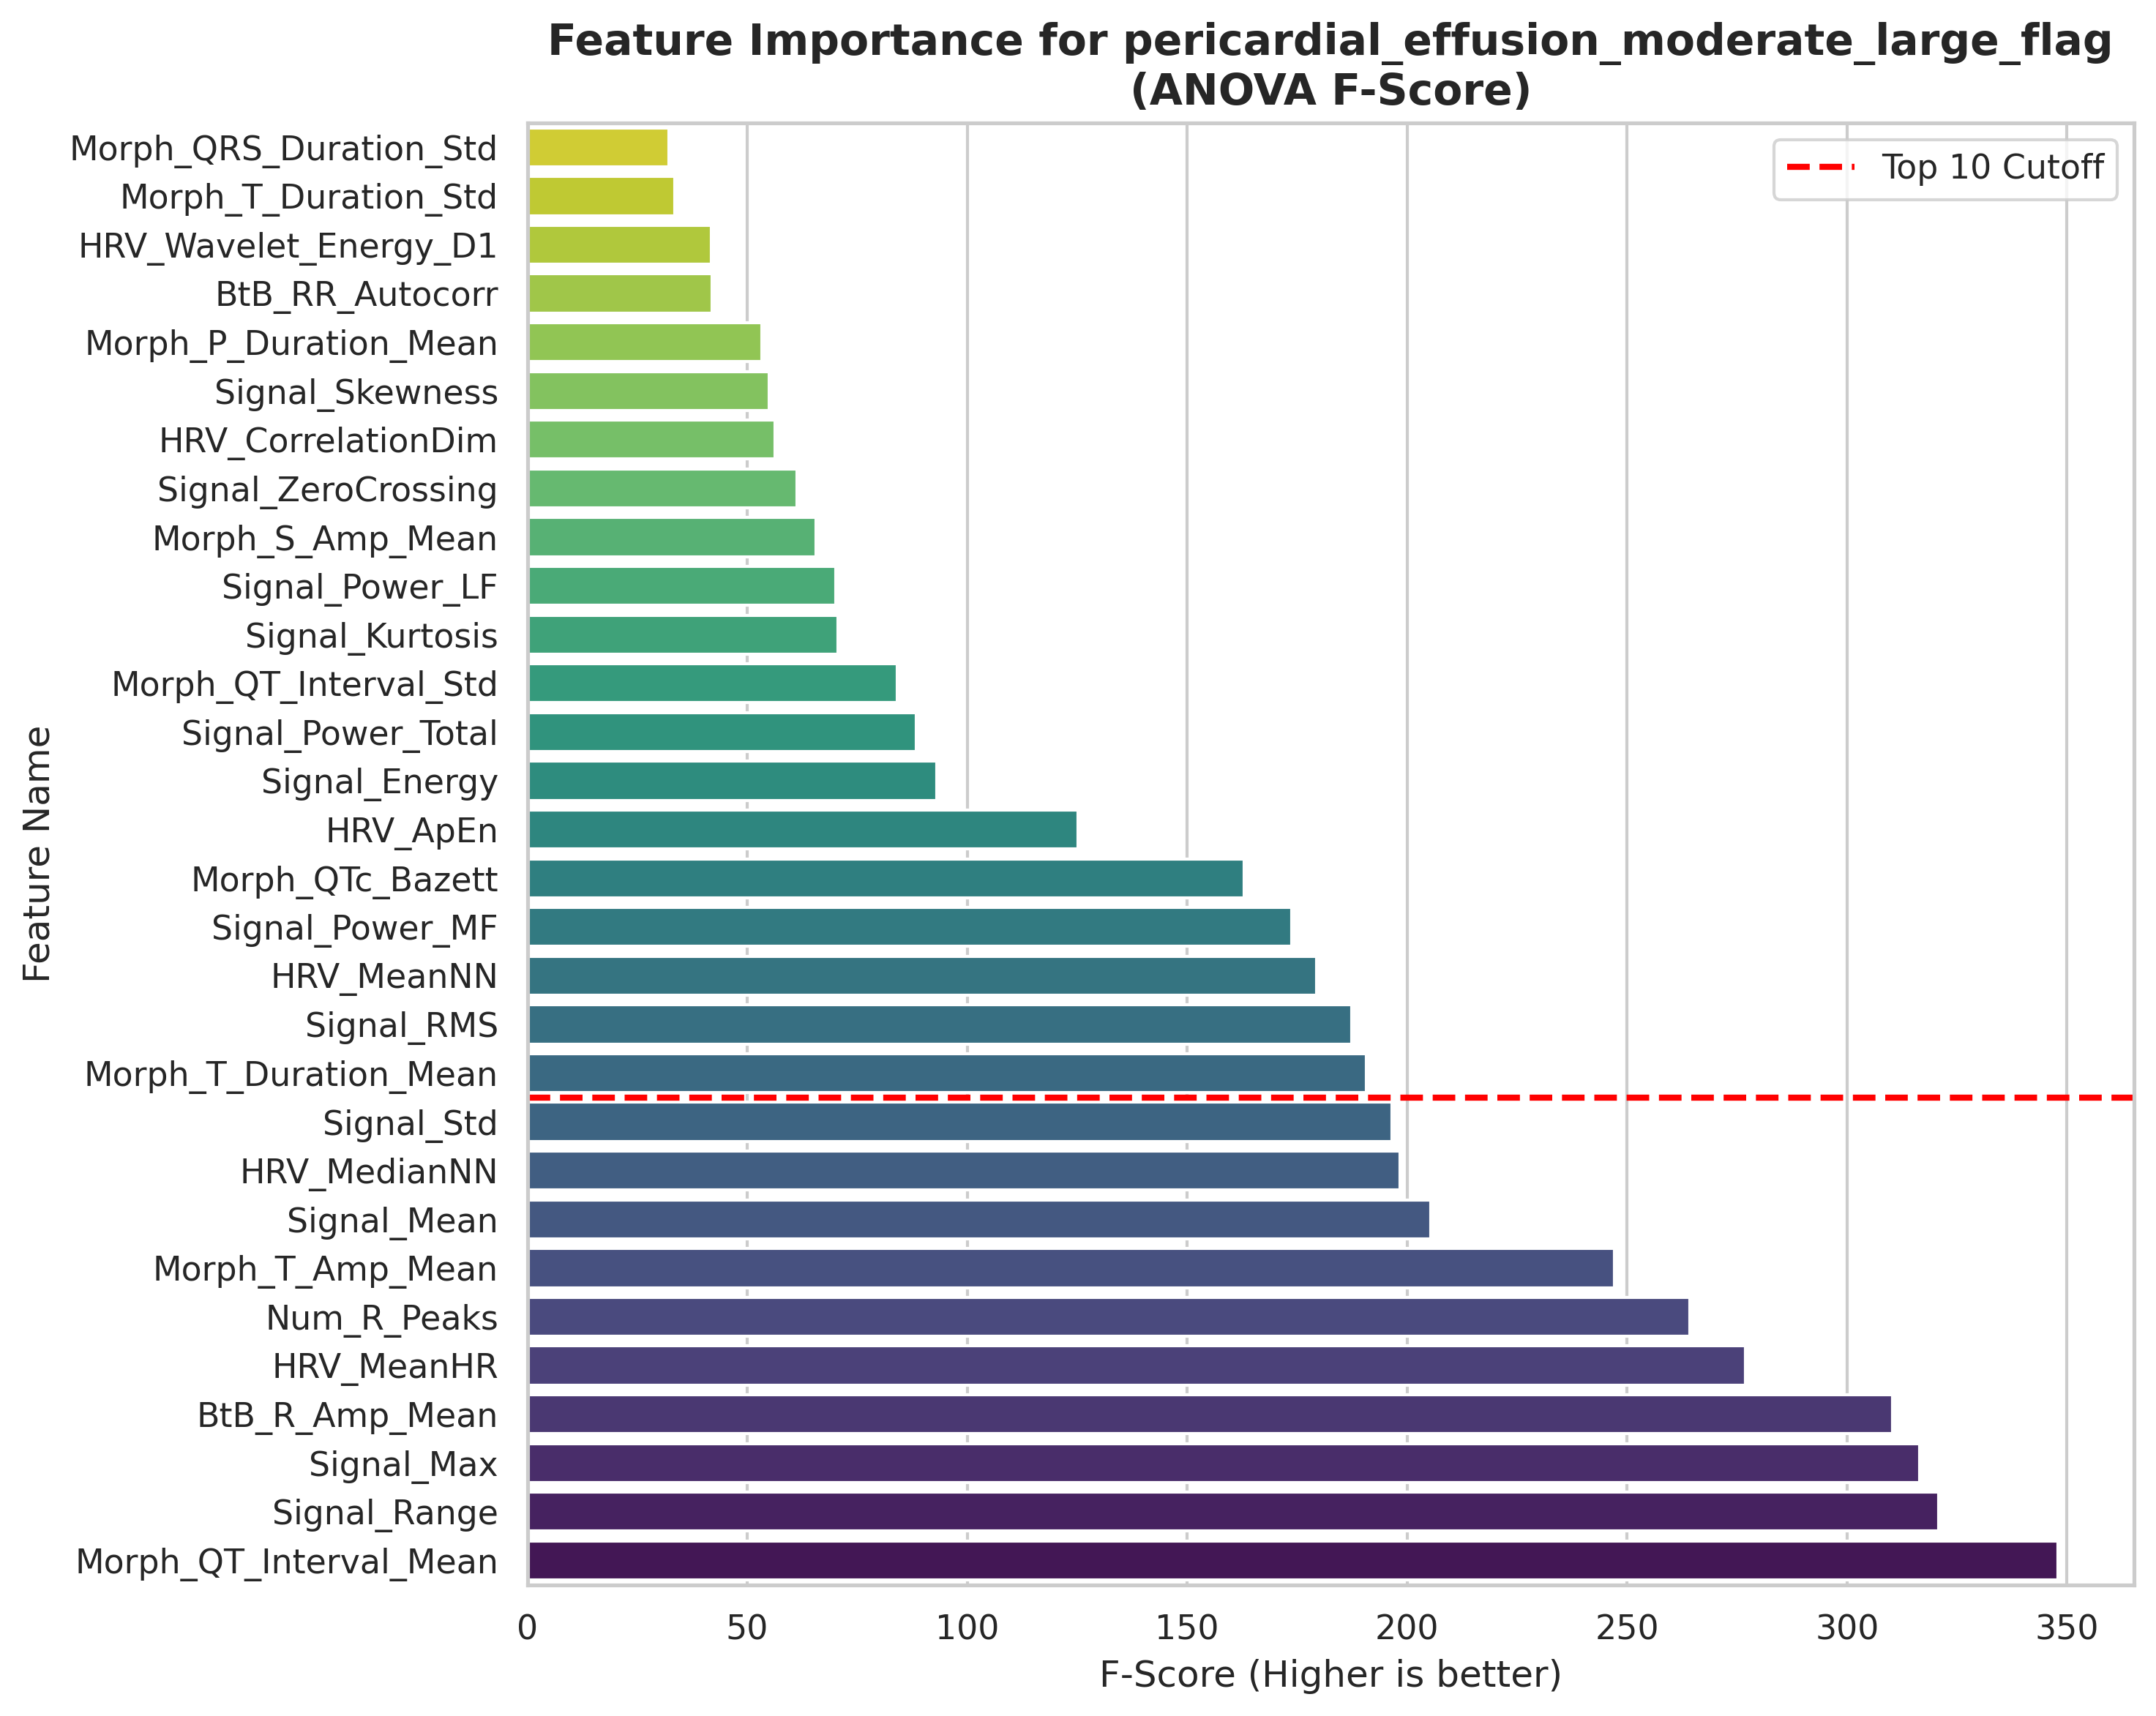 Feature Importance for pericardial_effusion_moderate_large_flag
(ANOVA F-Score)
Top 10 Cutoff
Feature Name
Morph_QRS_Duration_Std
Morph_T_Duration_Std
HRV_Wavelet_Energy_D1
BtB_RR_Autocorr
Morph_P_Duration_Mean
Signal_Skewness
HRV_CorrelationDim
Signal_ZeroCrossing
Morph_S_Amp_Mean
Signal_Power_LF
Signal_Kurtosis
Morph_QT_Interval_Std
Signal_Power_Total
Signal_Energy
HRV_ApEn
Morph_QTc_Bazett
Signal_Power_MF
HRV_MeanNN
Signal_RMS
Morph_T_Duration_Mean
Signal_Std
HRV_MedianNN
Signal_Mean
Morph_T_Amp_Mean
Num_R_Peaks
HRV_MeanHR
BtB_R_Amp_Mean
Signal_Max
Signal_Range
Morph_QT_Interval_Mean
0 50 100 150 200 250 300 350
F-Score (Higher is better)